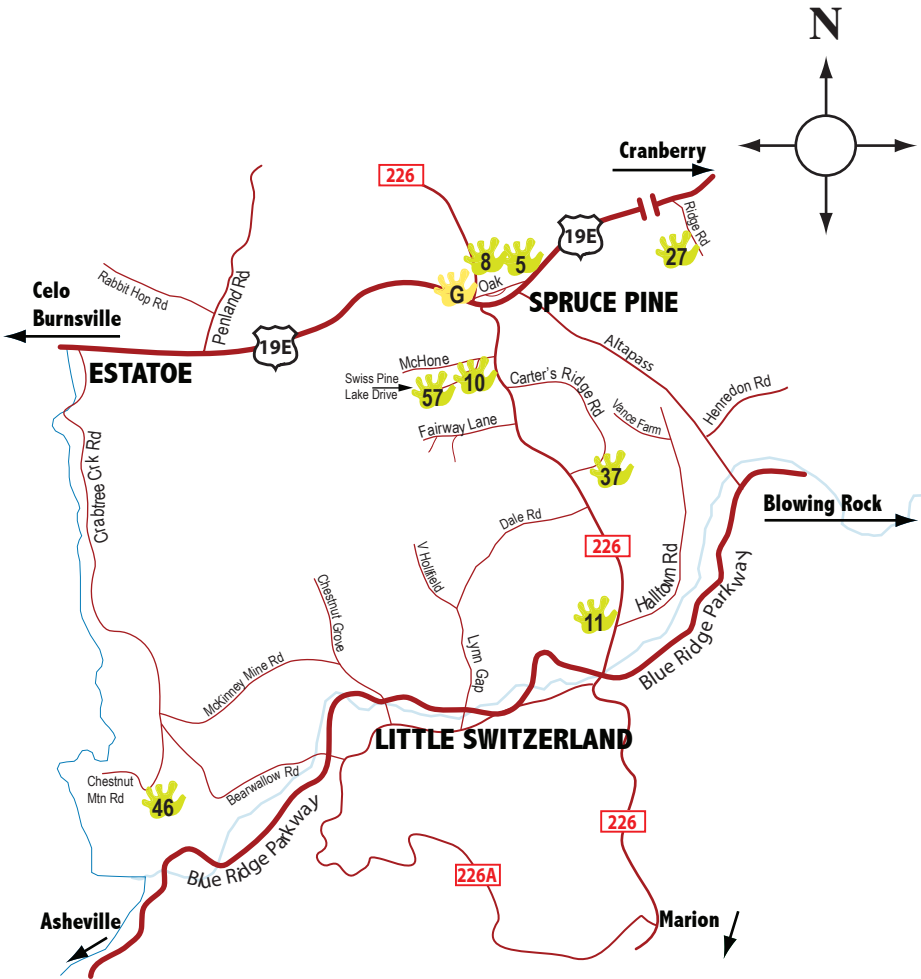 N
Cranberry
226
19E
Ridge Rd
27
8
5
Oak
G
SPRUCE PINE
Rabbit Hop Rd
Penland Rd
Celo
Burnsville
19E
ESTATOE
McHone
Swiss Pine
Lake Drive
57
10
Carter's Ridge Rd
Altapass
Henredon Rd
Vance Farm
Fairway Lane
37
Crabtree Crk Rd
Dale Rd
Blowing Rock
226
V Hollifield
Halltown Rd
Chestnut Grove
11
Lynn Gap
Blue Ridge Parkway
McKinney Mine Rd
LITTLE SWITZERLAND
Chestnut
Mtn Rd
46
Bearwallow Rd
226
Blue Ridge Parkway
226A
Asheville
Marion